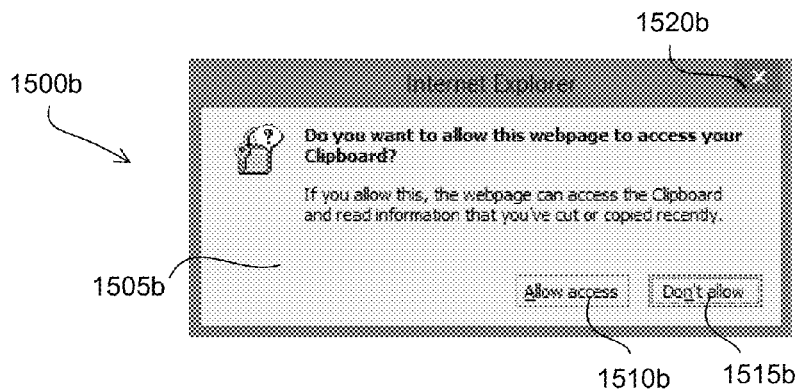 1520b
1500b
Internet Explorer
Do you want to allow this webpage to access your
Clipboard?
If you allow this, the webpage can access the Clipboard
and read information that you've cut or copied recently.
1505b
Allow access
Don't allow
1510b
1515b